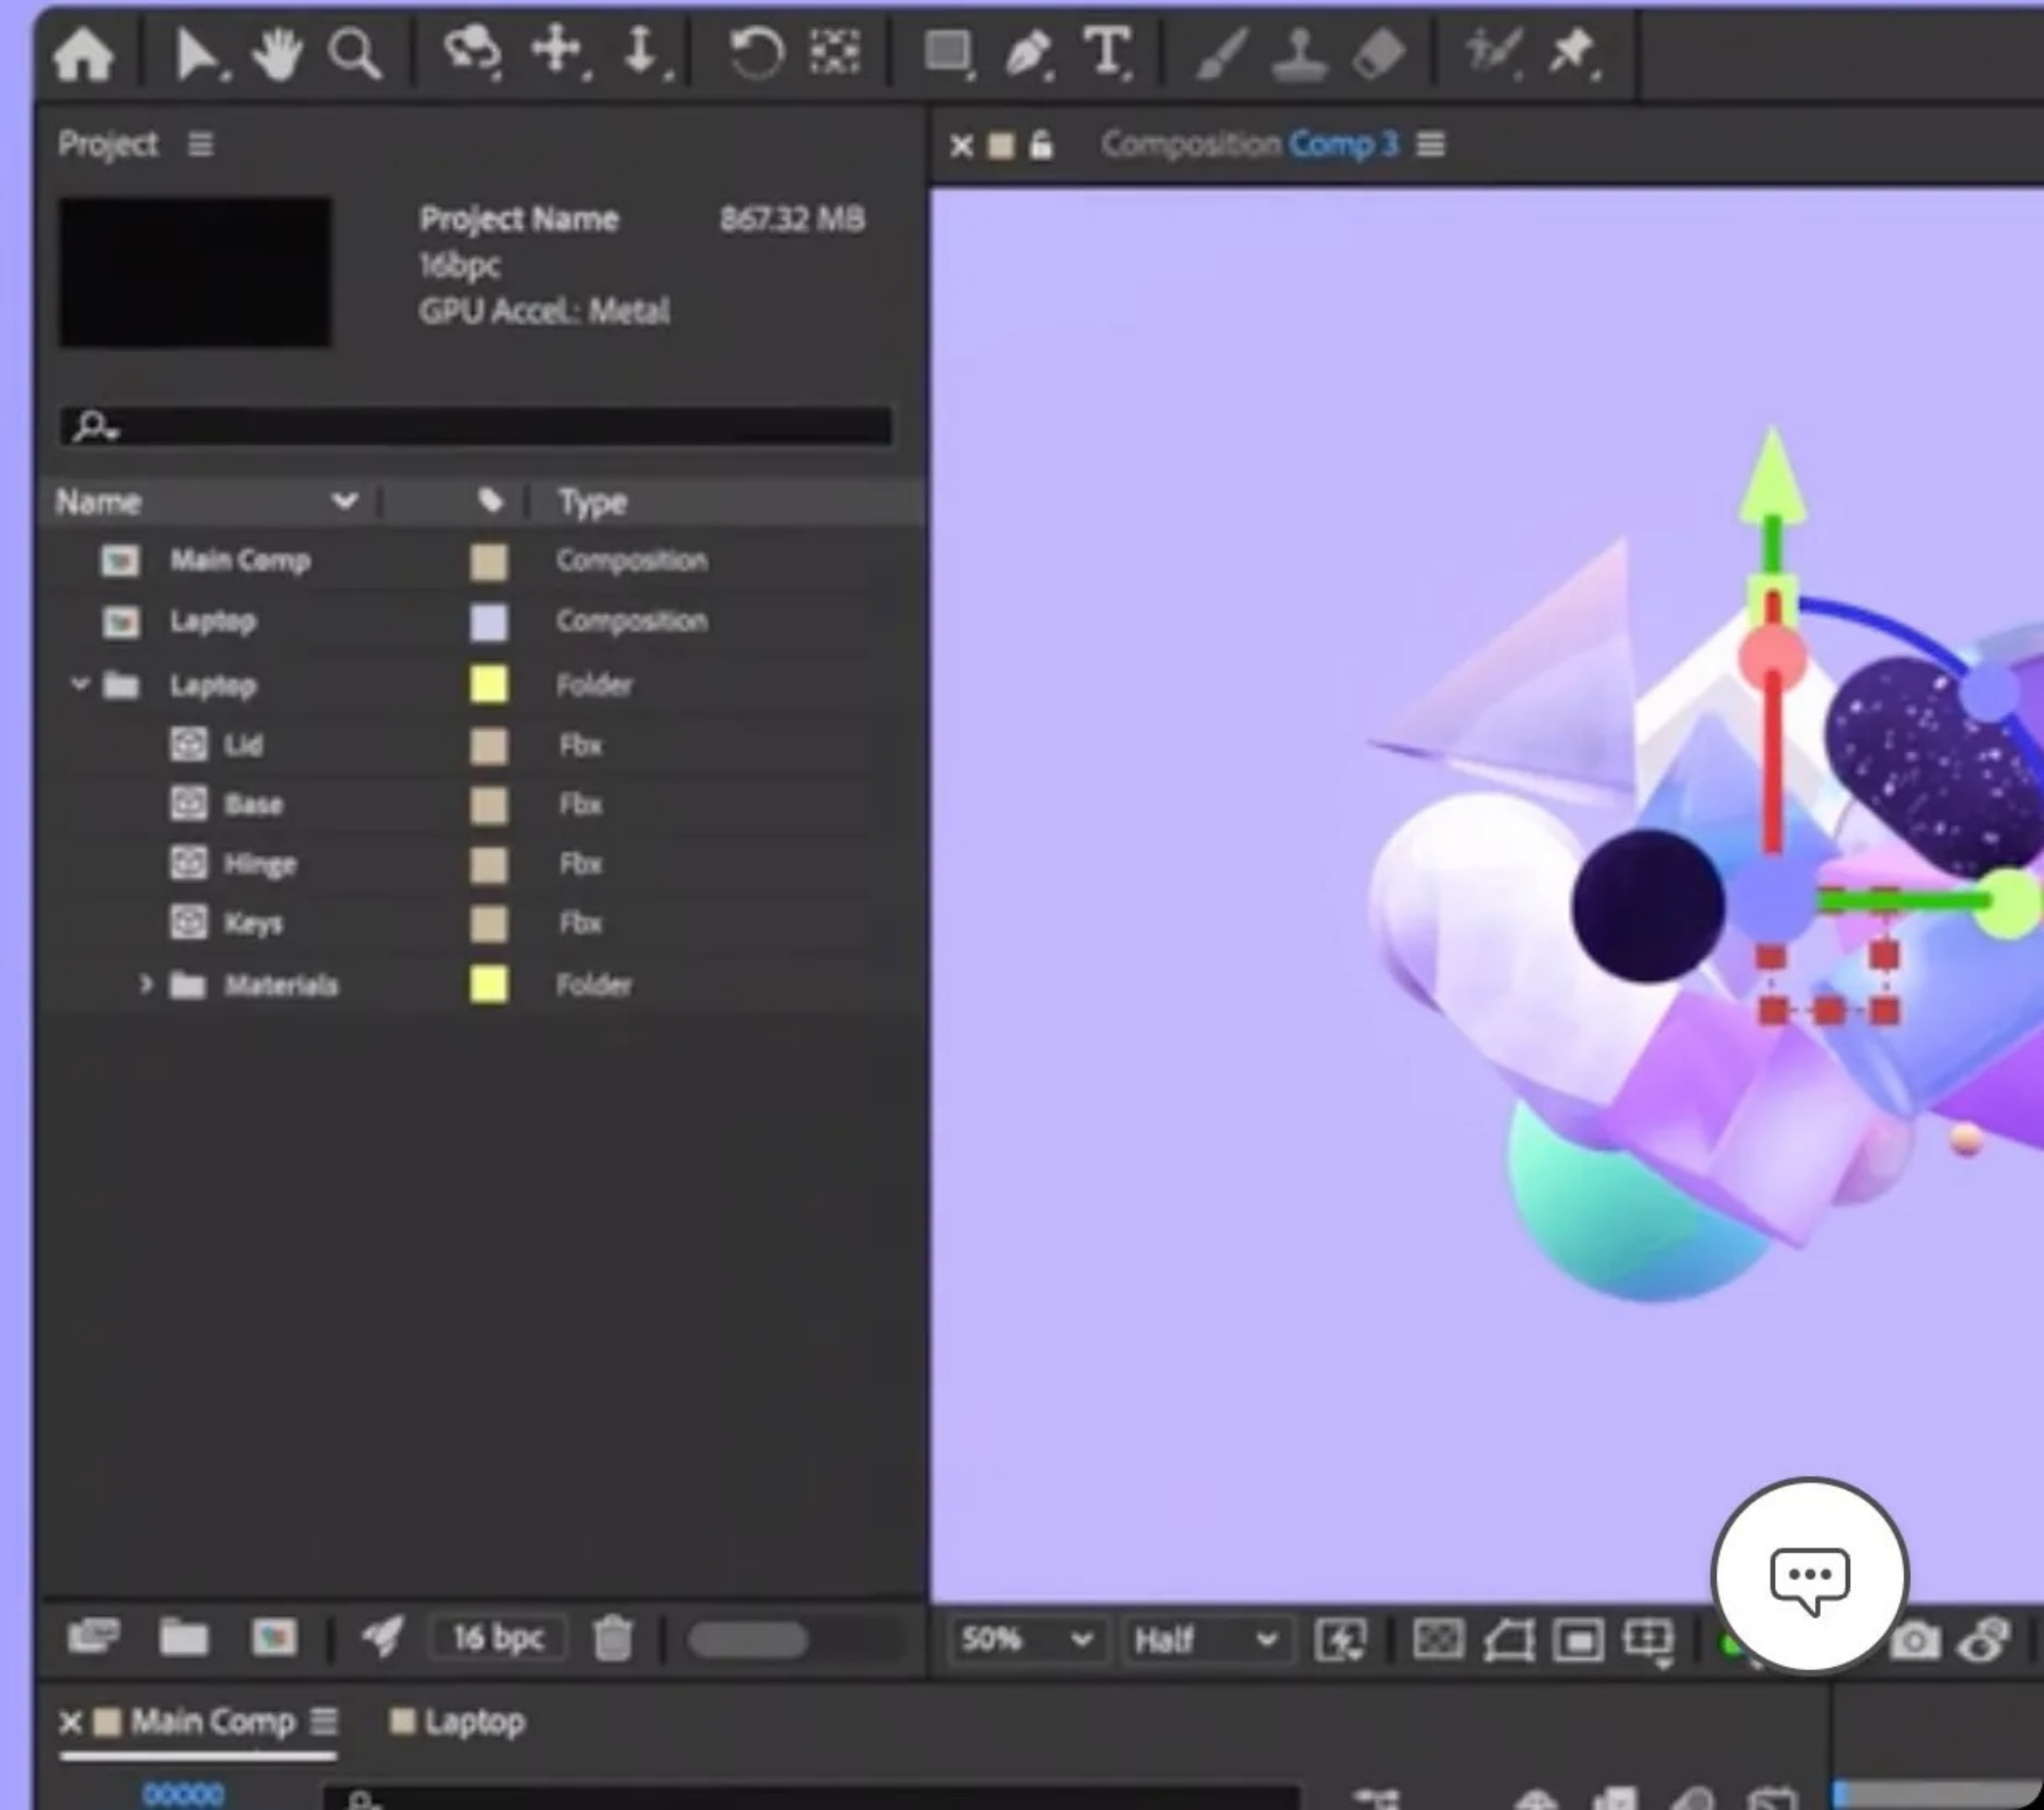 Project
Composition Comp 3
Project Name 867.32 MB
16bpc
GPU Accel.: Metal
Name Type
Main Comp Composition
Laptop Composition
Laptop Folder
Lid Fbx
Base Fbx
Hinge Fbx
Keys Fbx
Materials Folder
16 bpc
50% Half
Main Comp Laptop
00000